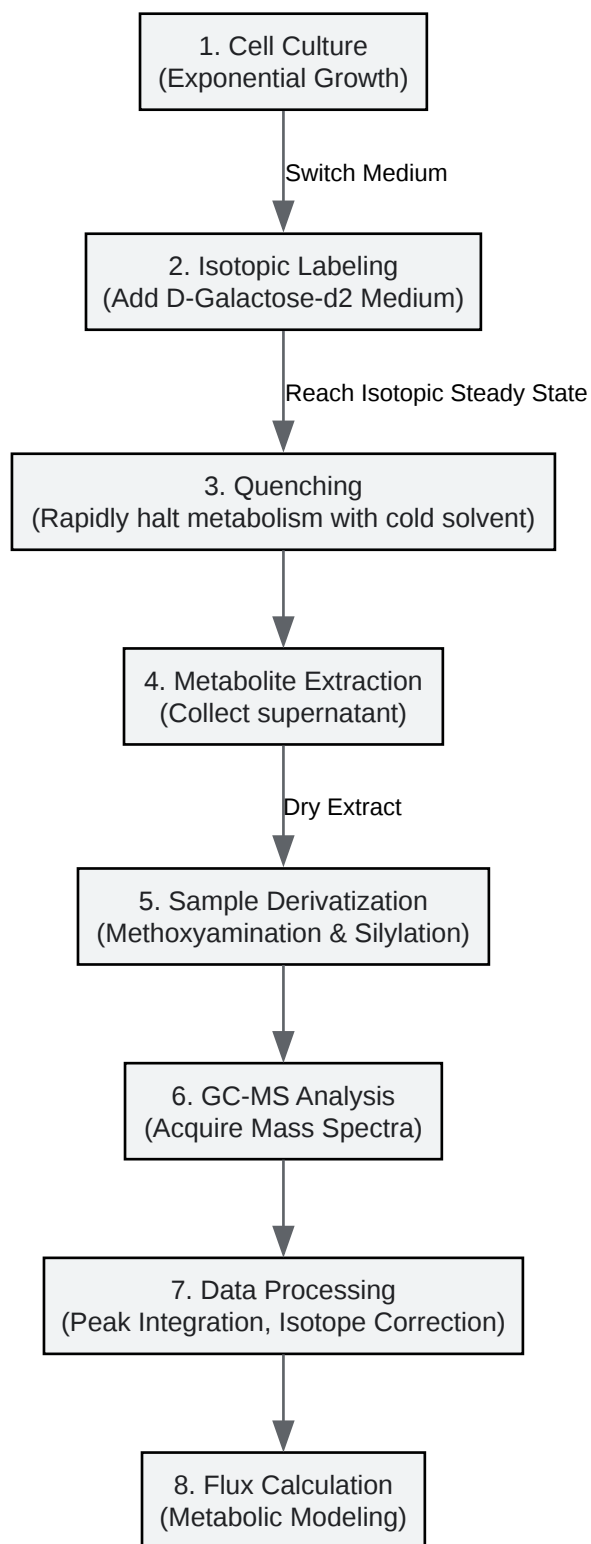 1. Cell Culture
(Exponential Growth)
Switch Medium
2. Isotopic Labeling
(Add D-Galactose-d2 Medium)
Reach Isotopic Steady State
3. Quenching
(Rapidly halt metabolism with cold solvent)
4. Metabolite Extraction
(Collect supernatant)
Dry Extract
5. Sample Derivatization
(Methoxyamination & Silylation)
6. GC-MS Analysis
(Acquire Mass Spectra)
7. Data Processing
(Peak Integration, Isotope Correction)
8. Flux Calculation
(Metabolic Modeling)